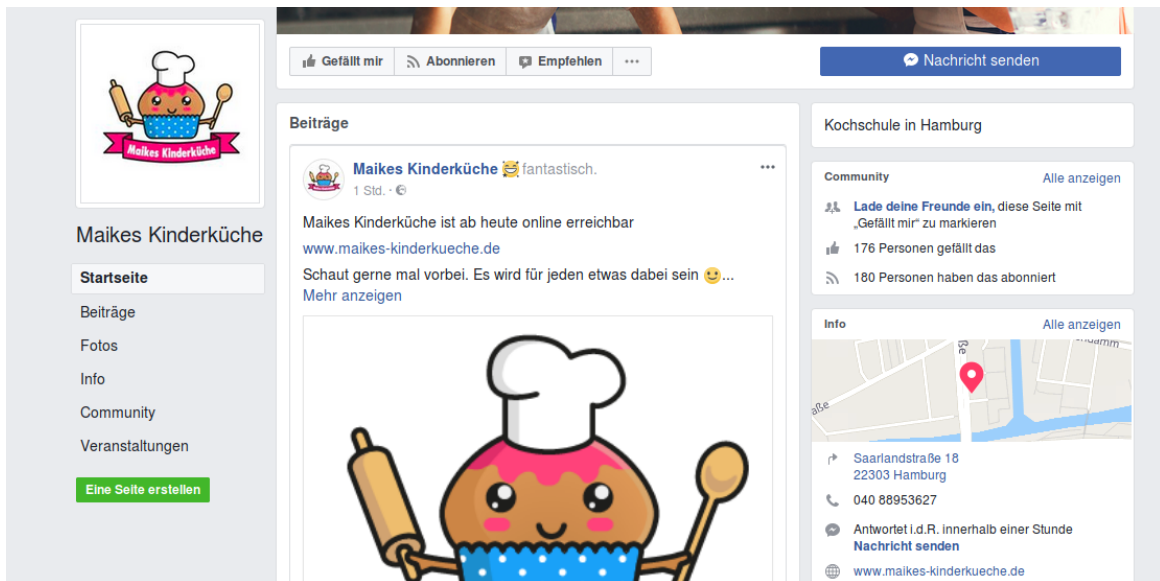 Maikes Kinderküche
Maikes Kinderküche
Startseite
Beiträge
Fotos
Info
Community
Veranstaltungen
Eine Seite erstellen
Gefällt mir Abonnieren Empfehlen ...
Nachricht senden
Beiträge
Maikes Kinderküche 😅 fantastisch.
1 Std. ·
Maikes Kinderküche ist ab heute online erreichbar
www.maikes-kinderkueche.de
Schaut gerne mal vorbei. Es wird für jeden etwas dabei sein 🙂...
Mehr anzeigen
Kochschule in Hamburg
Community Alle anzeigen
Lade deine Freunde ein, diese Seite mit
„Gefällt mir“ zu markieren
176 Personen gefällt das
180 Personen haben das abonniert
Info Alle anzeigen
Saarlandstraße 18
22303 Hamburg
040 88953627
Antwortet i.d.R. innerhalb einer Stunde
Nachricht senden
www.maikes-kinderkueche.de